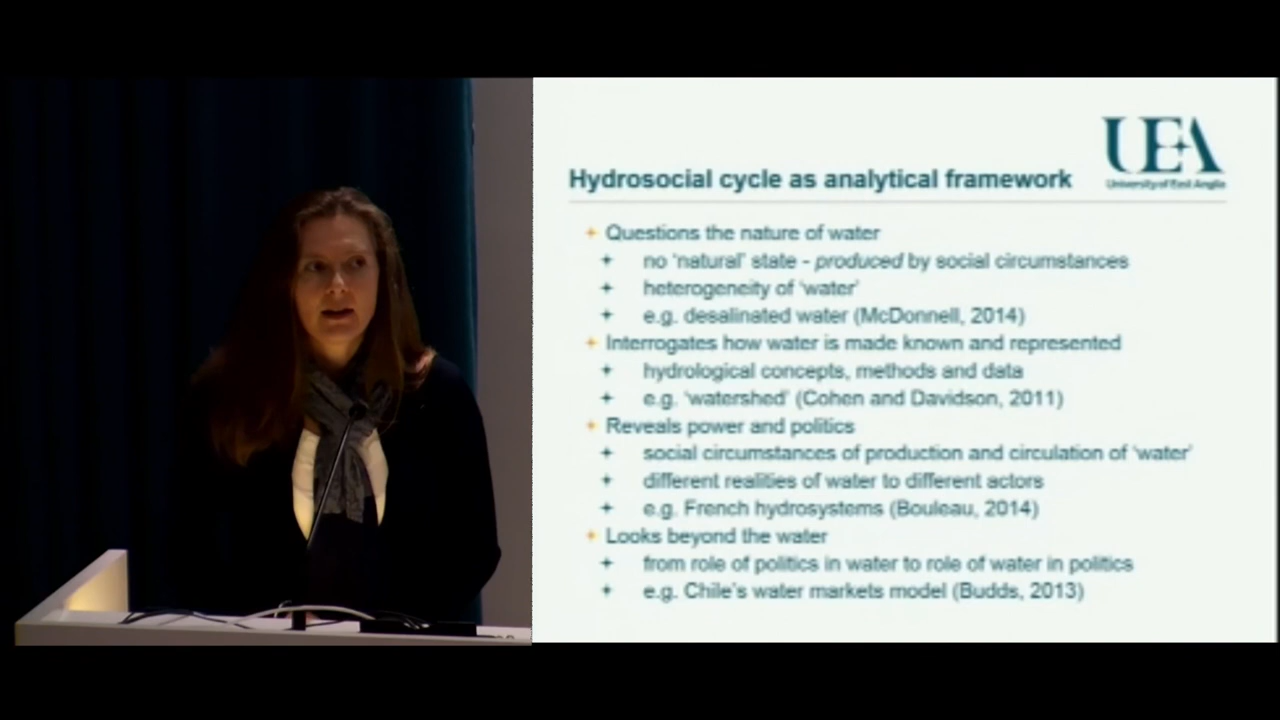 UEA
University of East Anglia
Hydrosocial cycle as analytical framework
Questions the nature of water
no 'natural' state - produced by social circumstances
heterogeneity of 'water'
e.g. desalinated water (McDonnell, 2014)
Interrogates how water is made known and represented
hydrological concepts, methods and data
e.g. 'watershed' (Cohen and Davidson, 2011)
Reveals power and politics
social circumstances of production and circulation of 'water'
different realities of water to different actors
e.g. French hydrosystems (Bouleau, 2014)
Looks beyond the water
from role of politics in water to role of water in politics
e.g. Chile's water markets model (Budds, 2013)